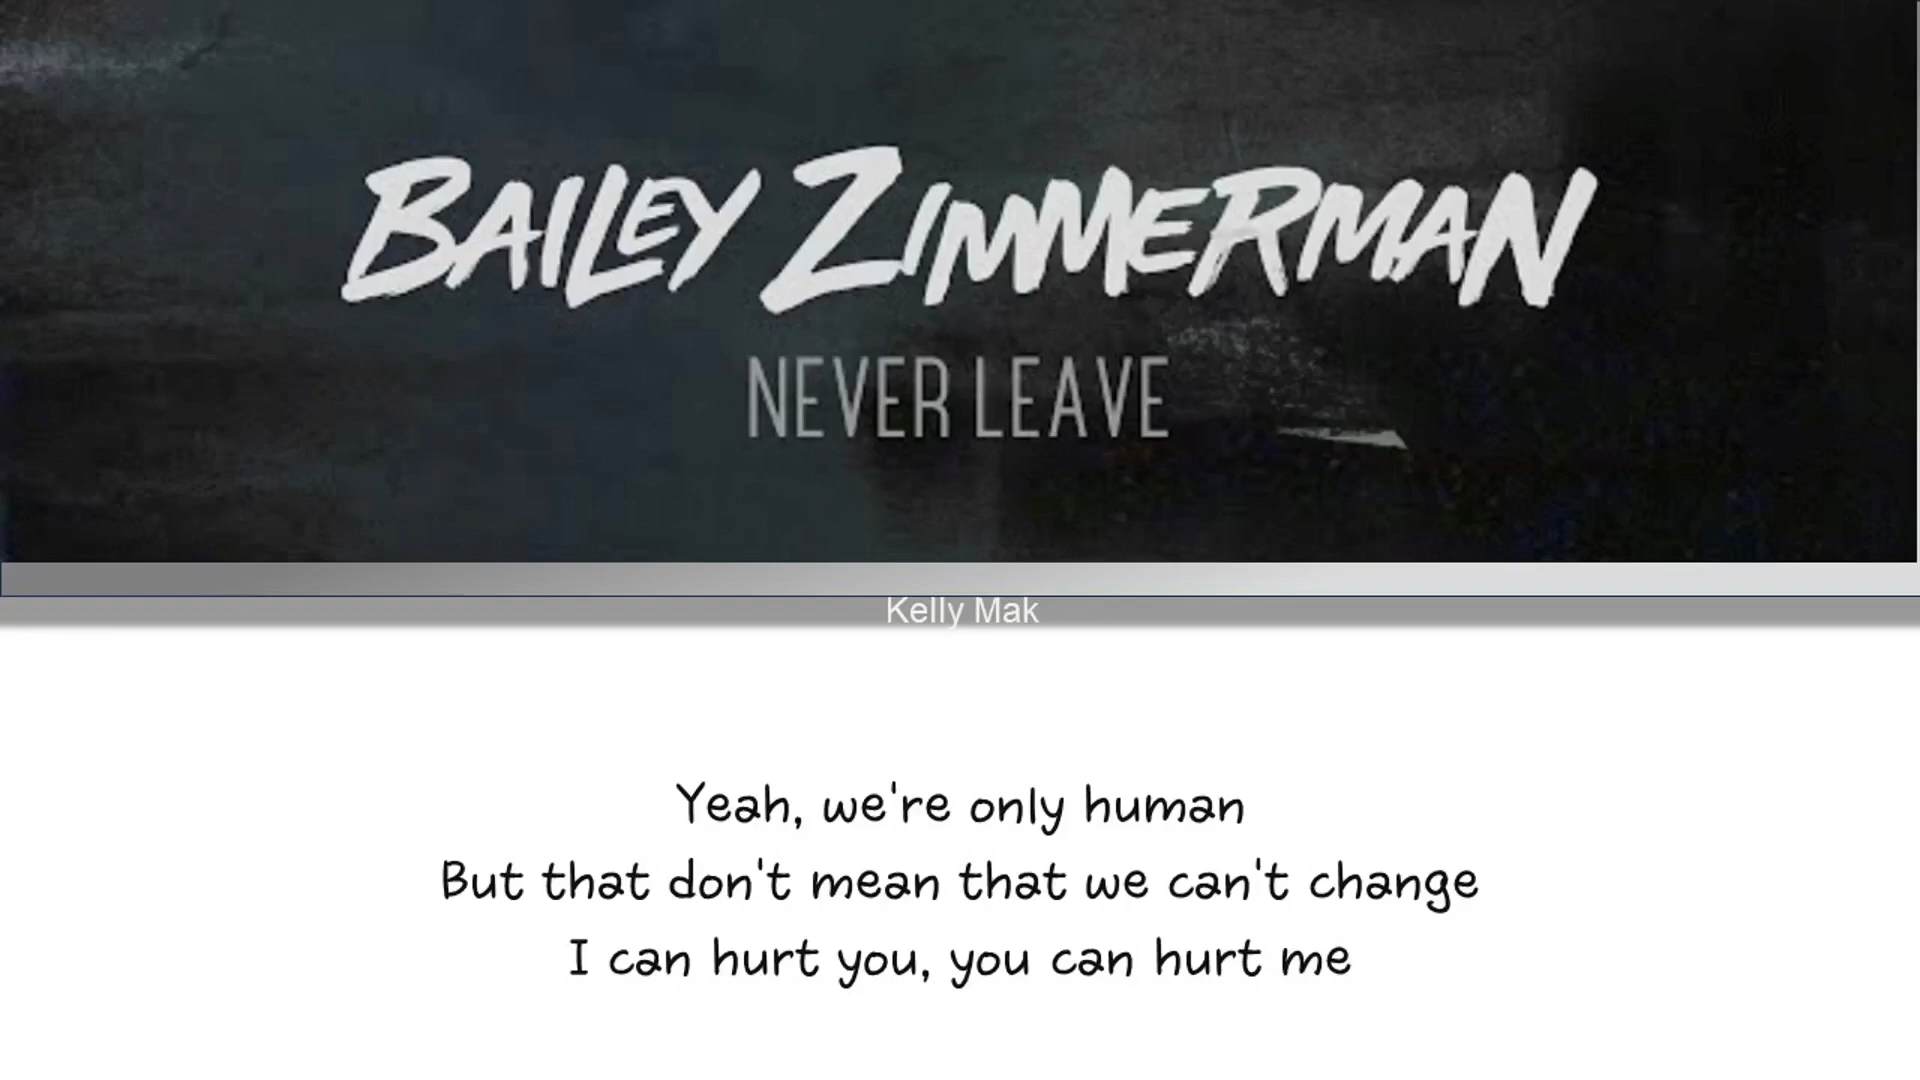 BAILEY ZIMMERMAN
NEVER LEAVE
Kelly Mak
Yeah, we're only human
But that don't mean that we can't change
I can hurt you, you can hurt me